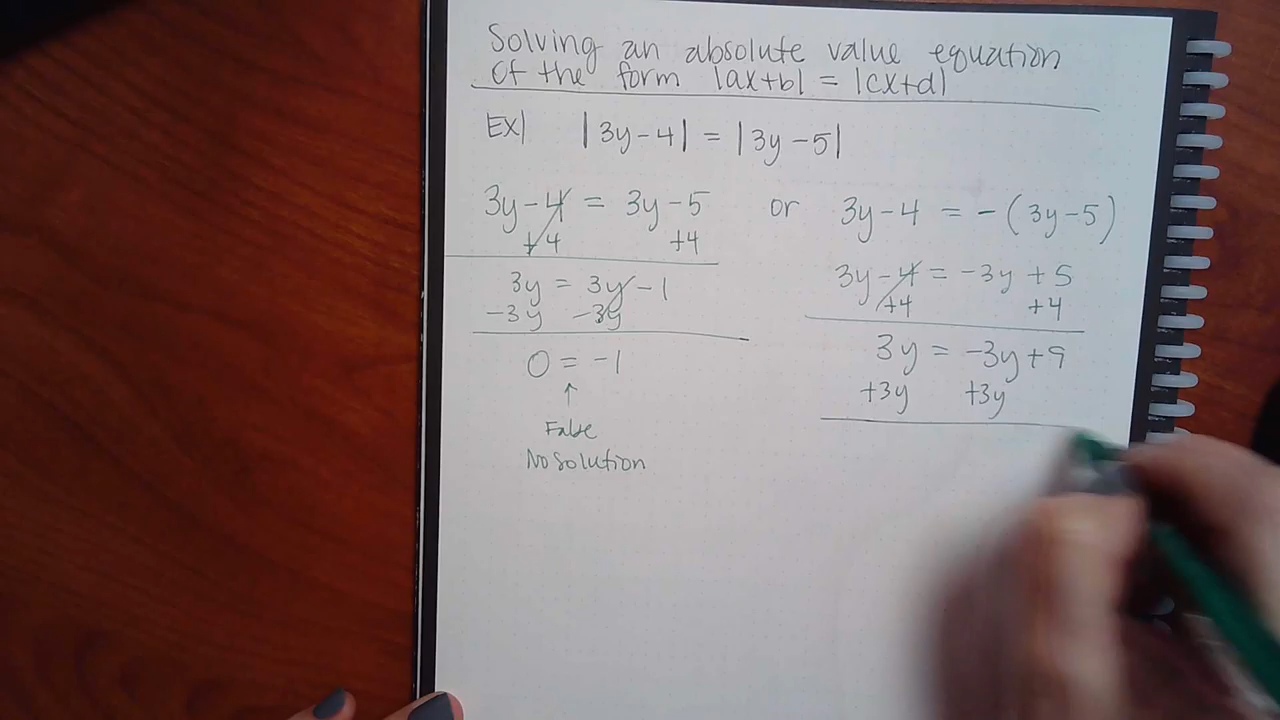 Solving an absolute value equation
of the form |ax+b| = |cx+d|
EX| |3y-4| = |3y-5|
3y-4 = 3y-5 or 3y-4 = -(3y-5)
+4 +4
3y = 3y-1
-3y -3y
0 = -1
↑
False
No Solution
3y-4 = -3y+5
+4 +4
3y = -3y+9
+3y +3y